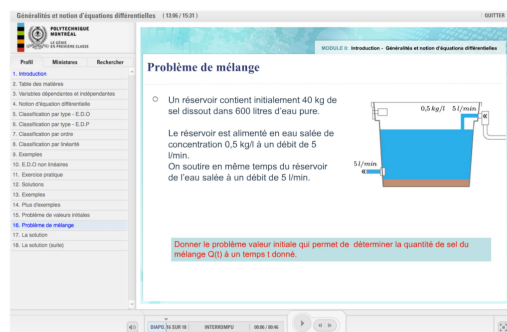 Généralités et notion d'équations différentielles (13:06 / 15:31)
QUITTER
POLYTECHNIQUE
MONTRÉAL
LE GÉNIE
EN PREMIÈRE CLASSE
MODULE 0: Introduction - Généralités et notion d'équations différentielles
Profil Miniatures Rechercher
1. Introduction
2. Table des matières
3. Variables dépendantes et indépendantes
4. Notion d'équation différentielle
5. Classification par type - E.D.O
6. Classification par type - E.D.P
7. Classification par ordre
8. Classification par linéarité
9. Exemples
10. E.D.O non linéaires
11. Exercice pratique
12. Solutions
13. Exemples
14. Plus d'exemples
15. Problème de valeurs initiales
16. Problème de mélange
17. La solution
18. La solution (suite)
Problème de mélange
Un réservoir contient initialement 40 kg de
sel dissout dans 600 litres d'eau pure.
Le réservoir est alimenté en eau salée de
concentration 0,5 kg/l à un débit de 5
l/min.
On soutire en même temps du réservoir
de l'eau salée à un débit de 5 l/min.
0,5 kg/l 5 l/min
5 l/min
Donner le problème valeur initiale qui permet de déterminer la quantité de sel du
mélange Q(t) à un temps t donné.
DIAPO 16 SUR 18 INTERROMPU 00:06 / 00:46